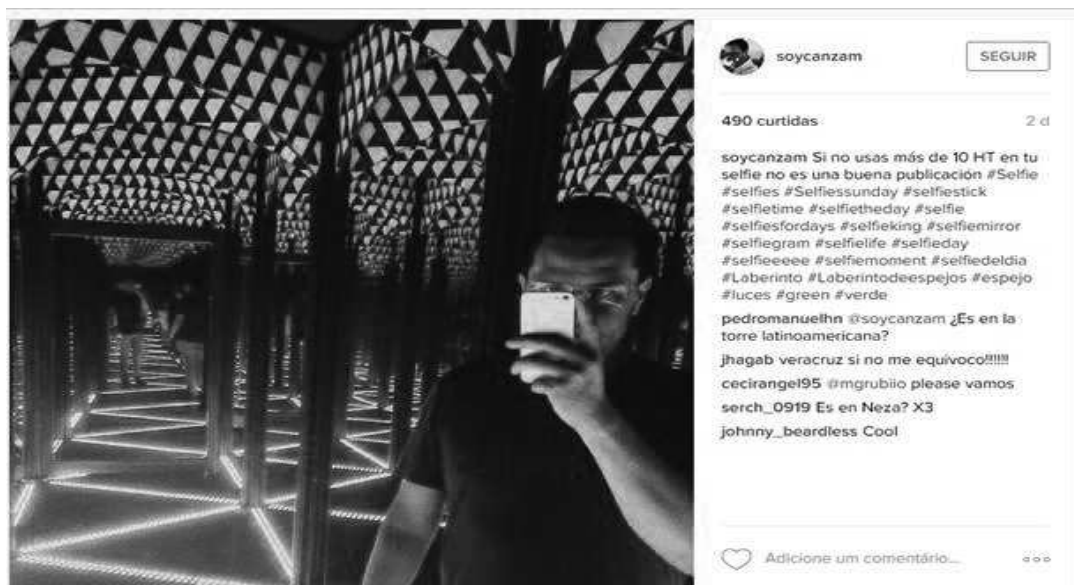 soycanzam
SEGUIR
490 curtidas
2 d
soycanzam Si no usas más de 10 HT en tu
selfie no es una buena publicación #Selfie
#selfies #Selfiessunday #selfiestick
#selfietime #selfietheday #selfie
#selfiesfordays #selfieking #selfiemirror
#selfiegram #selfielife #selfieday
#selfieeeee #selfiemoment #selfiedeldia
#Laberinto #Laberintodeespejos #espejo
#luces #green #verde
pedromanuelhn @soycanzam ¿Es en la
torre latinoamericana?
jhagab veracruz si no me equivoco!!!!!!!
cecirangel95 @mgrubiio please vamos
serch_0919 Es en Neza? X3
johnny_beardless Cool
Adicione um comentário...